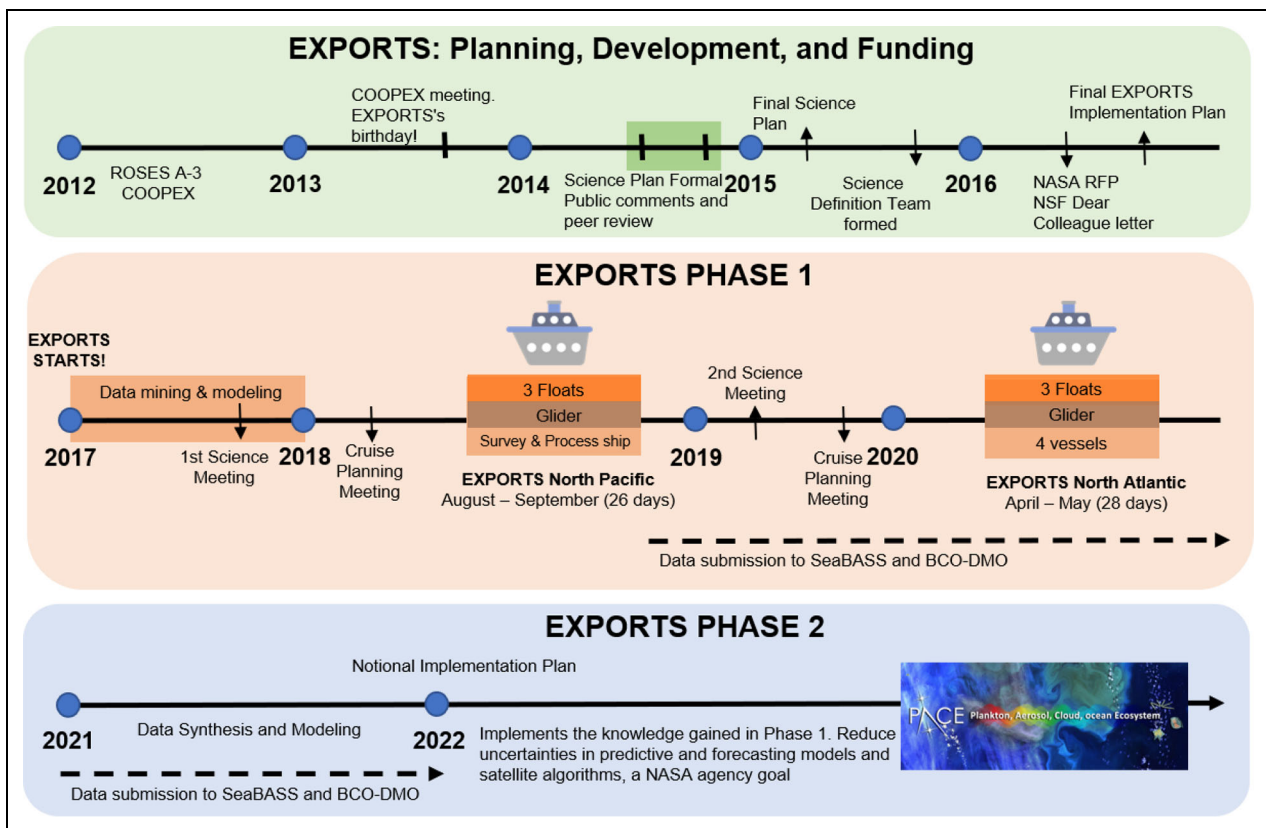 EXPORTS: Planning, Development, and Funding
COOPEX meeting.
EXPORTS's
birthday!
Final Science
Plan
Final EXPORTS
Implementation Plan
2012
ROSES A-3
COOPEX
2013
2014
Science Plan Formal
Public comments and
peer review
2015
Science
Definition Team
formed
2016
NASA RFP
NSF Dear
Colleague letter
EXPORTS PHASE 1
EXPORTS
STARTS!
Data mining & modeling
2017
1st Science
Meeting
2018
Cruise
Planning
Meeting
3 Floats
Glider
Survey & Process ship
EXPORTS North Pacific
August – September (26 days)
2nd Science
Meeting
2019
Cruise
Planning
Meeting
2020
3 Floats
Glider
4 vessels
EXPORTS North Atlantic
April – May (28 days)
Data submission to SeaBASS and BCO-DMO
EXPORTS PHASE 2
Notional Implementation Plan
2021
Data Synthesis and Modeling
2022
Implements the knowledge gained in Phase 1. Reduce
uncertainties in predictive and forecasting models and
satellite algorithms, a NASA agency goal
Data submission to SeaBASS and BCO-DMO
PACE Plankton, Aerosol, Cloud, ocean Ecosystem